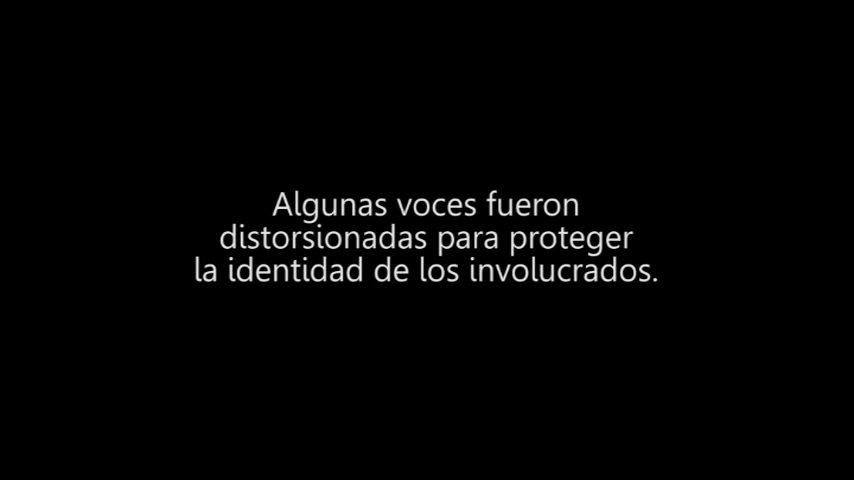 Algunas voces fueron
distorsionadas para proteger
la identidad de los involucrados.